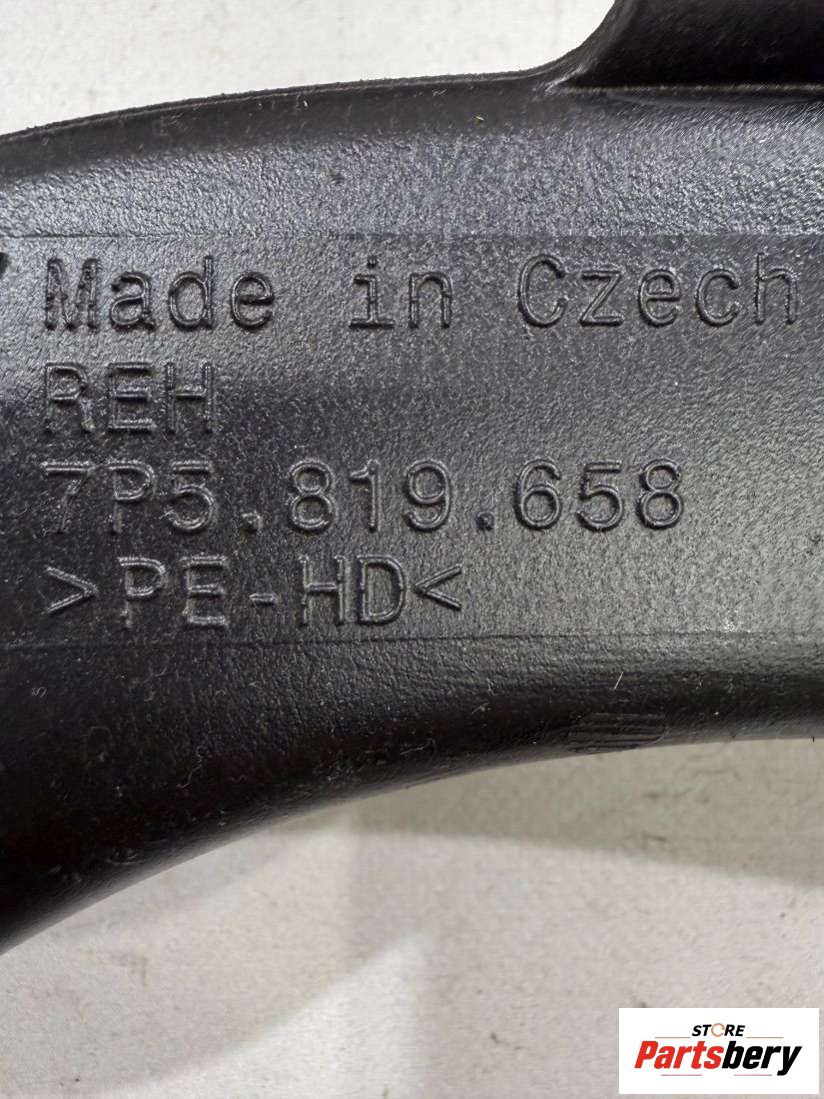 Made in Czech
REH
7P5.819.658
>PE-HD<
STORE
Partsbery